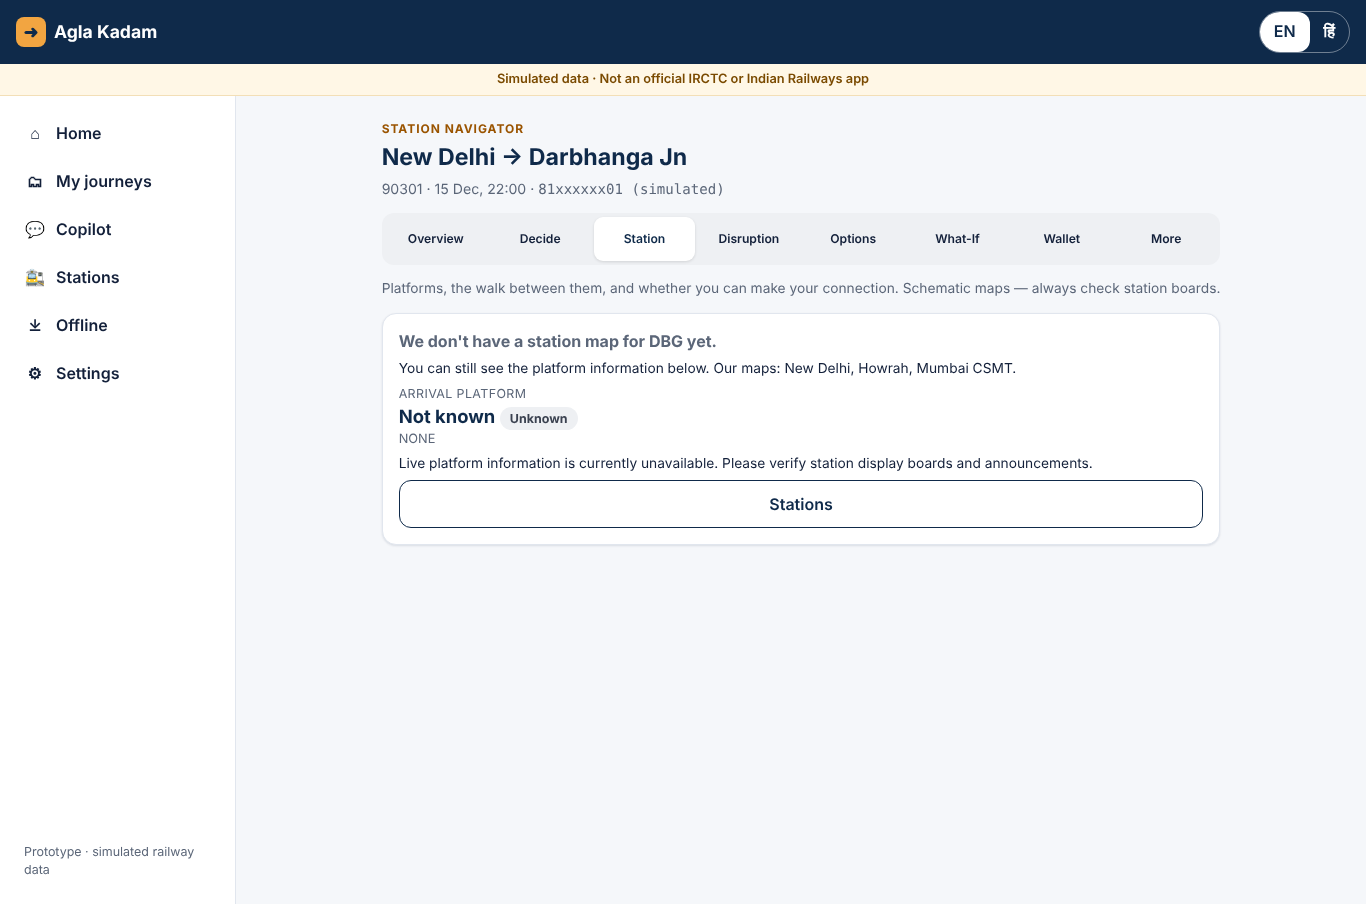 Agla Kadam
EN
हिं
Simulated data · Not an official IRCTC or Indian Railways app
Home
My journeys
Copilot
Stations
Offline
Settings
Prototype · simulated railway
data
STATION NAVIGATOR
New Delhi → Darbhanga Jn
90301 · 15 Dec, 22:00 · 81xxxxxx01 (simulated)
Overview
Decide
Station
Disruption
Options
What-If
Wallet
More
Platforms, the walk between them, and whether you can make your connection. Schematic maps — always check station boards.
We don't have a station map for DBG yet.
You can still see the platform information below. Our maps: New Delhi, Howrah, Mumbai CSMT.
ARRIVAL PLATFORM
Not known Unknown
NONE
Live platform information is currently unavailable. Please verify station display boards and announcements.
Stations